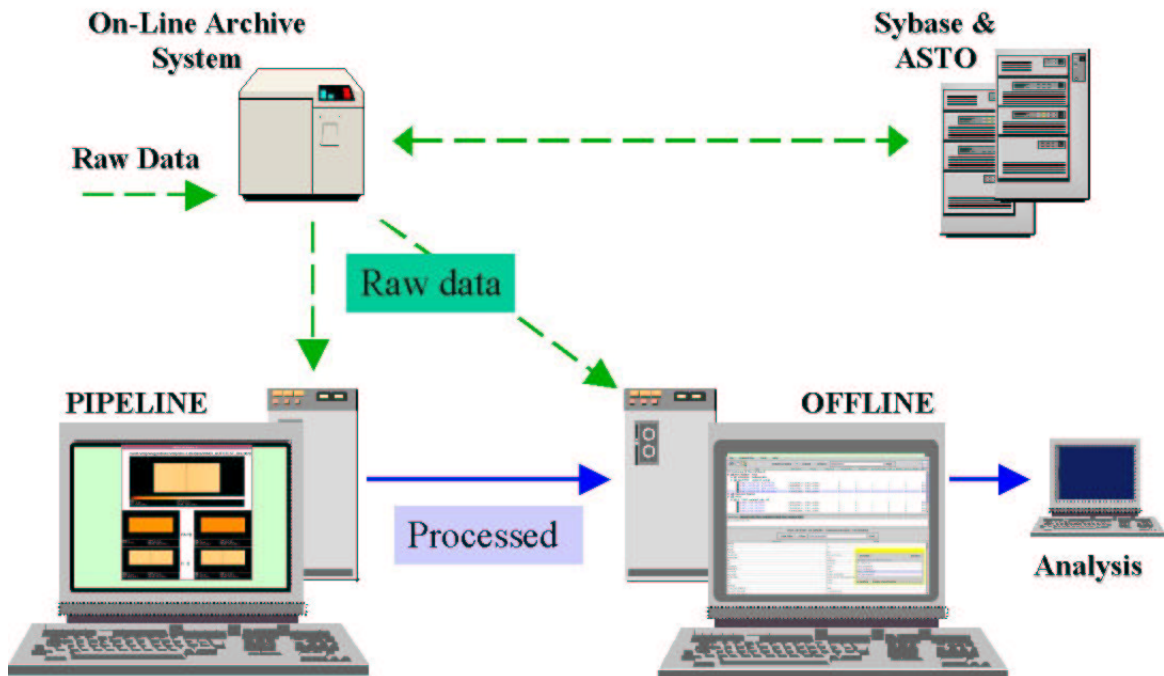 On-Line Archive
System
Sybase &
ASTO
Raw Data
Raw data
PIPELINE
OFFLINE
Processed
Analysis